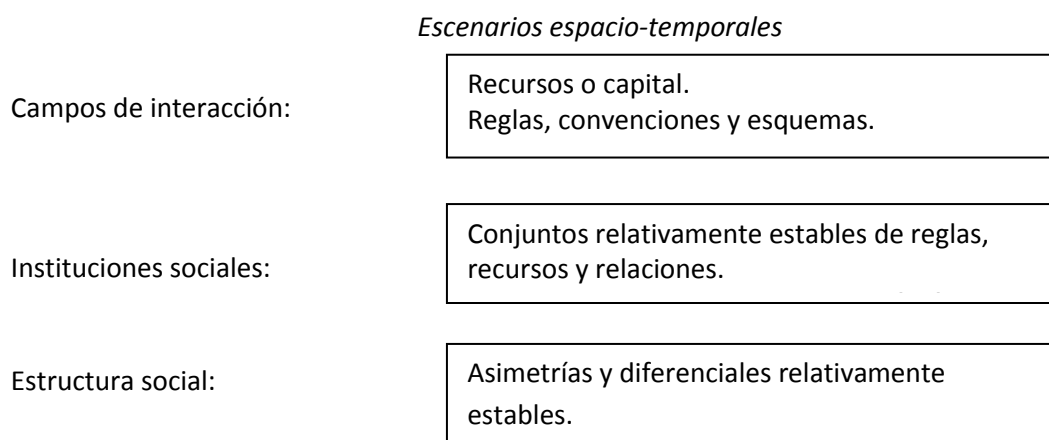 Escenarios espacio-temporales
Campos de interacción:
Recursos o capital.
Reglas, convenciones y esquemas.
Instituciones sociales:
Conjuntos relativamente estables de reglas,
recursos y relaciones.
Estructura social:
Asimetrías y diferenciales relativamente
estables.